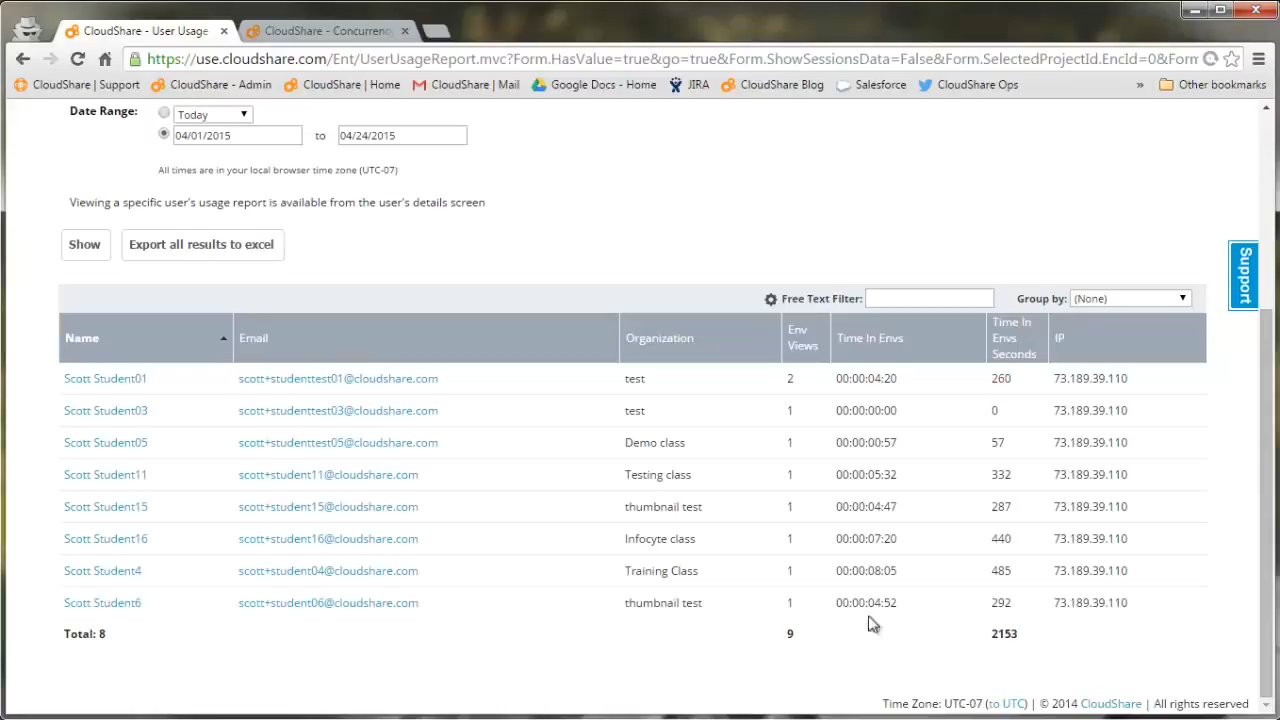 CloudShare - User Usage
CloudShare - Concurrenc
https://use.cloudshare.com/Ent/UserUsageReport.mvc?Form.UsValue=true&go=true&Form.ShowSessionsData=False&Form.SelectedProjectId.EncId=0&Form
CloudShare | Support
CloudShare - Admin
CloudShare | Home
CloudShare | Mail
Google Docs - Home
JIRA
CloudShare Blog
Salesforce
CloudShare Ops
»
Other bookmarks
Date Range:
Today
04/01/2015 to 04/24/2015
All times are in your local browser time zone (UTC-07)
Viewing a specific user's usage report is available from the user's details screen
Show
Export all results to excel
Support
Free Text Filter:
Group by: (None)
Name Email Organization Env Views Time In Envs Time In Envs Seconds IP
Scott Student01 scott+studenttest01@cloudshare.com test 2 00:00:04:20 260 73.189.39.110
Scott Student03 scott+studenttest03@cloudshare.com test 1 00:00:00:00 0 73.189.39.110
Scott Student05 scott+studenttest05@cloudshare.com Demo class 1 00:00:00:57 57 73.189.39.110
Scott Student11 scott+student11@cloudshare.com Testing class 1 00:00:05:32 332 73.189.39.110
Scott Student15 scott+student15@cloudshare.com thumbnail test 1 00:00:04:47 287 73.189.39.110
Scott Student16 scott+student16@cloudshare.com Infocyte class 1 00:00:07:20 440 73.189.39.110
Scott Student4 scott+student04@cloudshare.com Training Class 1 00:00:08:05 485 73.189.39.110
Scott Student6 scott+student06@cloudshare.com thumbnail test 1 00:00:04:52 292 73.189.39.110
Total: 8 9 2153
Time Zone: UTC-07 (to UTC) | © 2014 CloudShare | All rights reserved